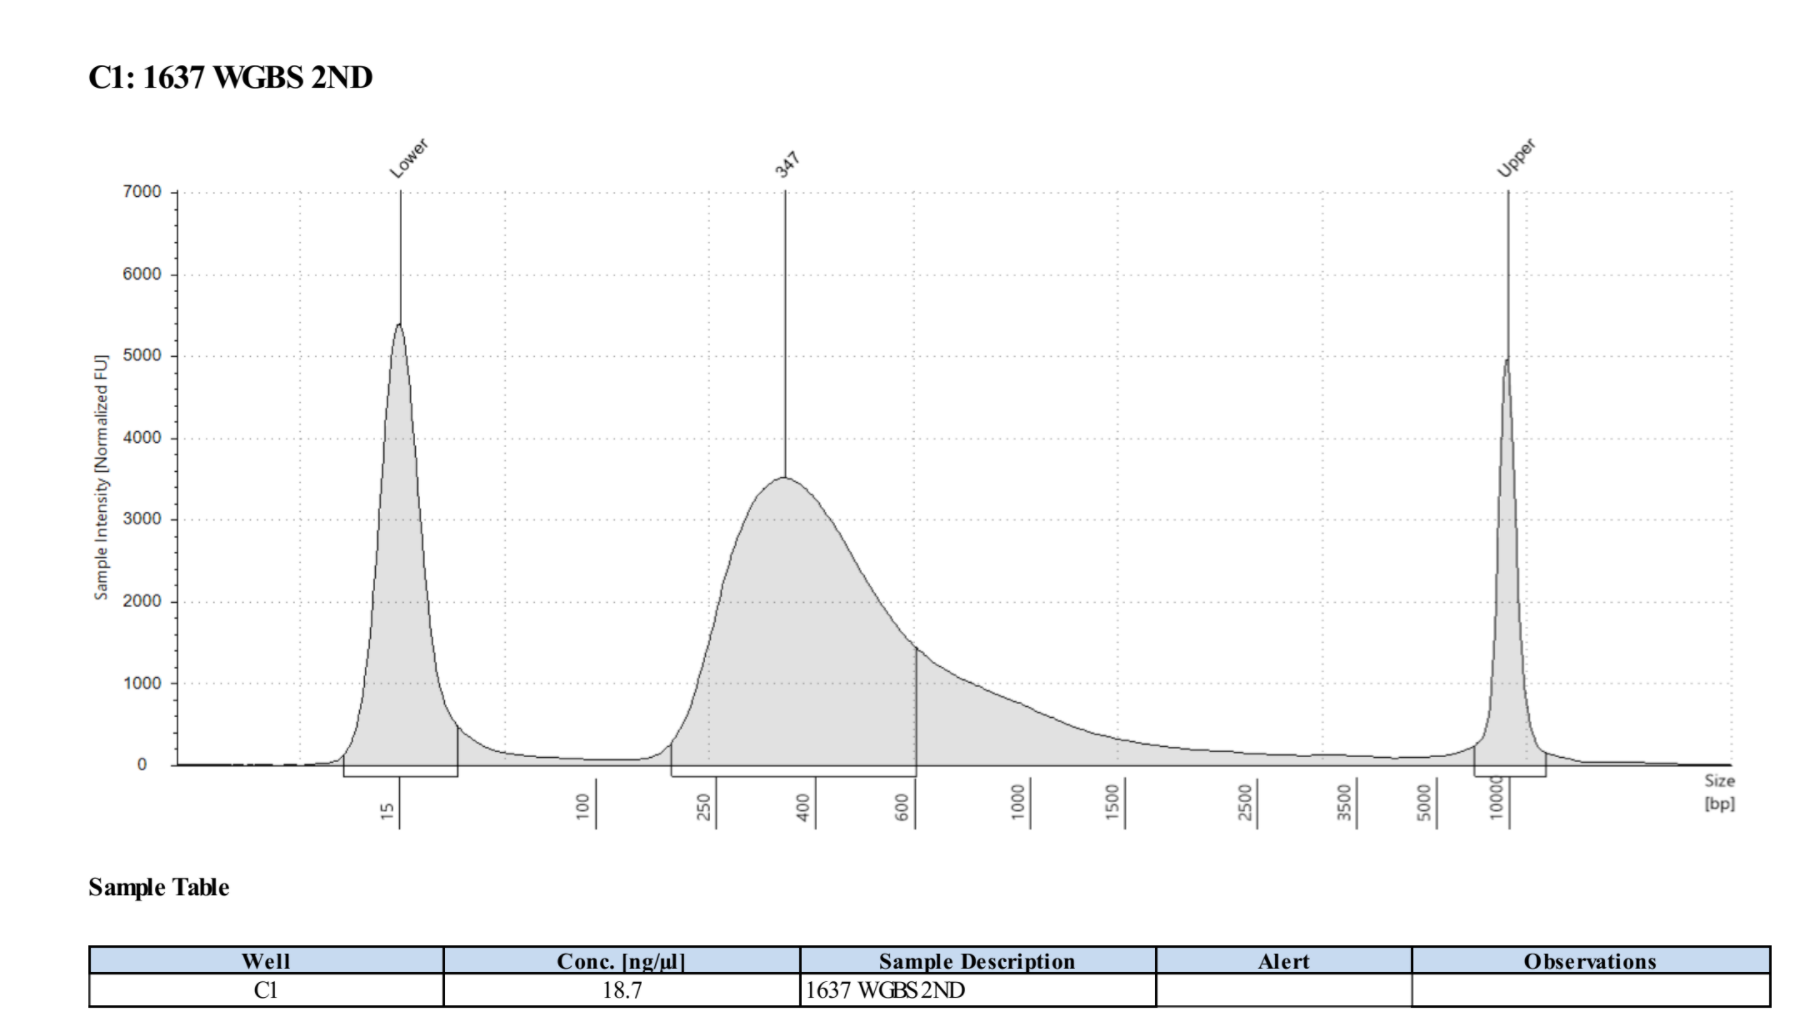 C1: 1637 WGBS 2ND
Lower
347
Upper
7000
6000
5000
4000
3000
2000
1000
0
Sample Intensity [Normalized FU]
15
100
250
400
600
1000
1500
2500
3500
5000
10000
Size
[bp]
Sample Table
Well Conc. [ng/µl] Sample Description Alert Observations
C1 18.7 1637 WGBS 2ND